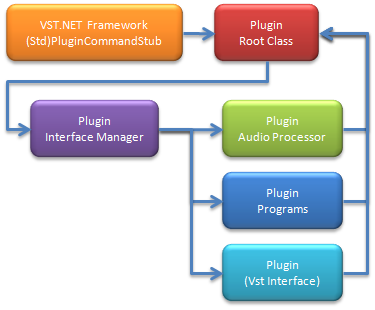 VST.NET Framework
(Std)PluginCommandStub
Plugin
Root Class
Plugin
Interface Manager
Plugin
Audio Processor
Plugin
Programs
Plugin
(Vst Interface)